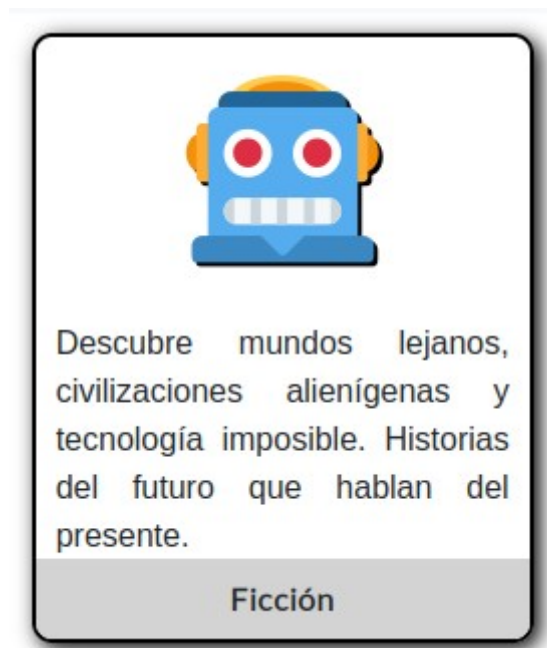 Descubre mundos lejanos,
civilizaciones alienígenas y
tecnología imposible. Historias
del futuro que hablan del
presente.
Ficción